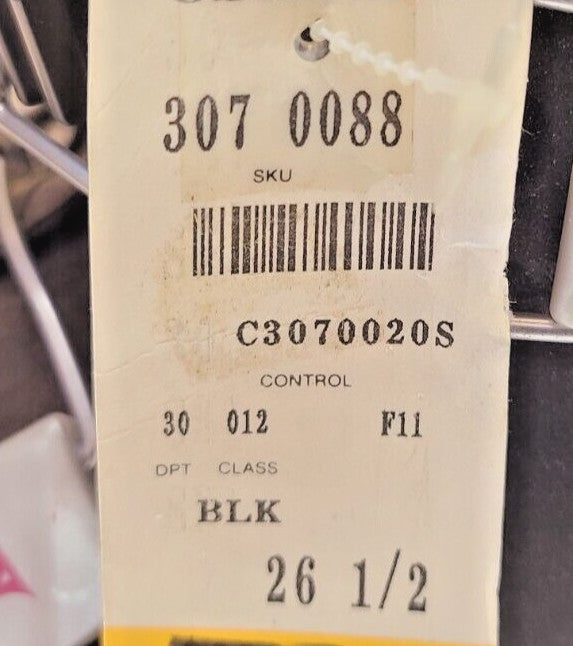 307 0088
SKU
C3070020S
CONTROL
30 012 F11
DPT CLASS
BLK
26 1/2